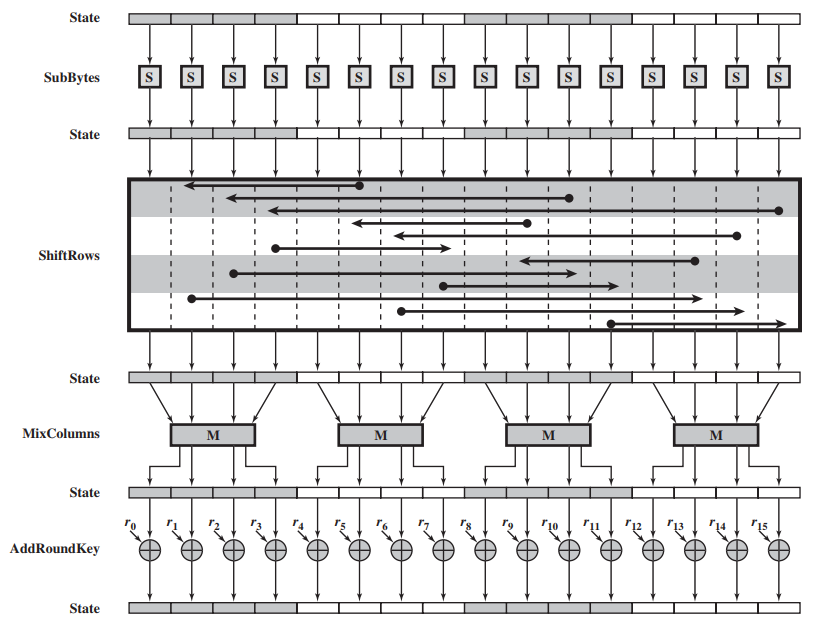 State
SubBytes S S S S S S S S S S S S S S S S
State
ShiftRows
State
MixColumns M M M M
State
r0 r1 r2 r3 r4 r5 r6 r7 r8 r9 r10 r11 r12 r13 r14 r15
AddRoundKey
State